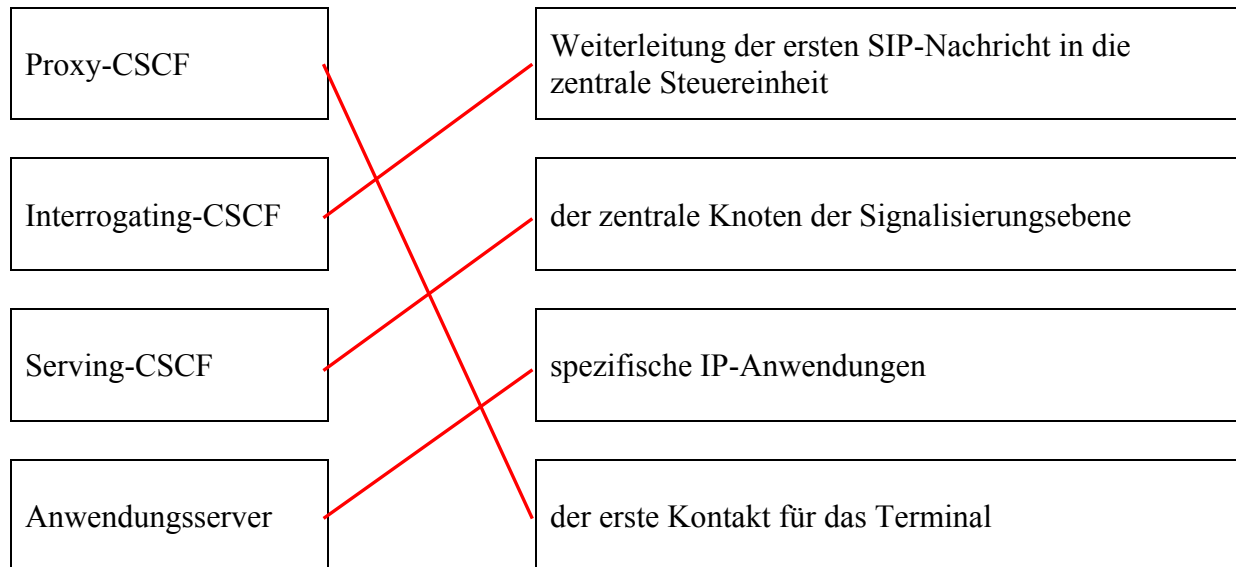 Proxy-CSCF
Weiterleitung der ersten SIP-Nachricht in die
zentrale Steuereinheit
Interrogating-CSCF
der zentrale Knoten der Signalisierungsebene
Serving-CSCF
spezifische IP-Anwendungen
Anwendungsserver
der erste Kontakt für das Terminal